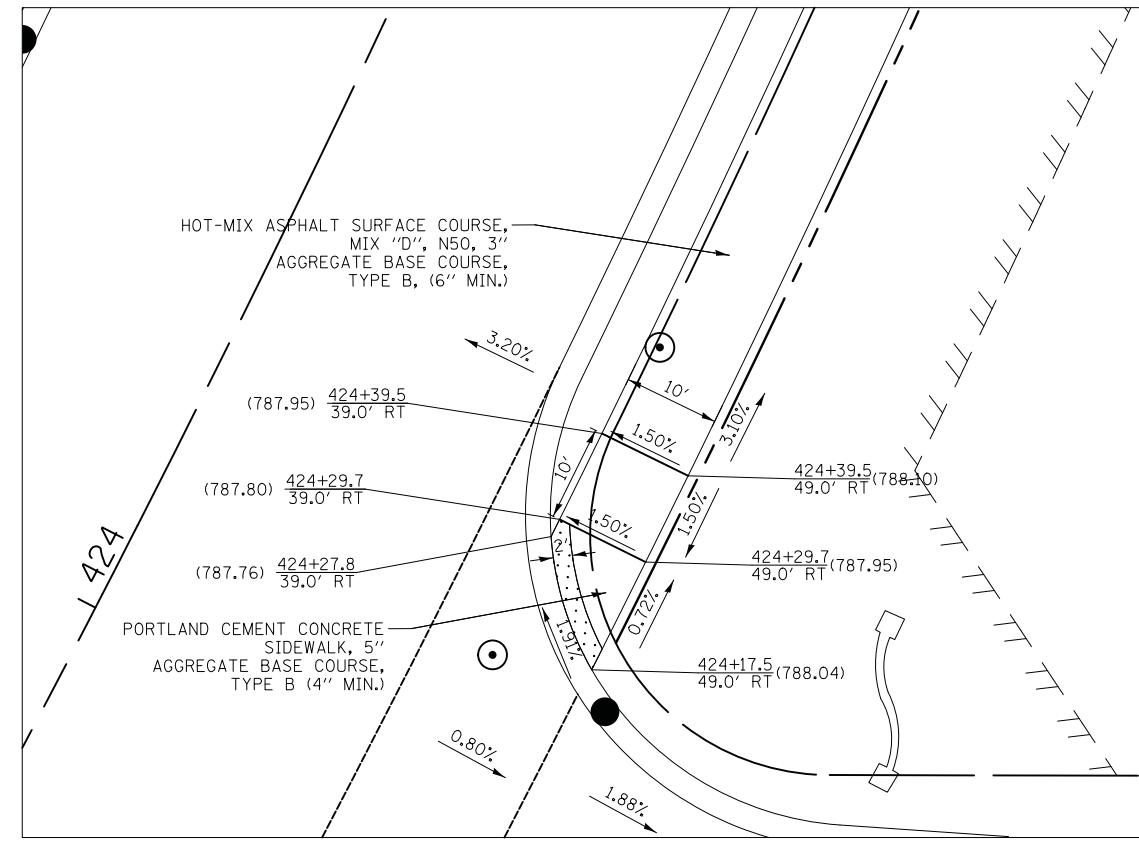 HOT-MIX ASPHALT SURFACE COURSE,
MIX "D", N50, 3"
AGGREGATE BASE COURSE,
TYPE B, (6" MIN.)
3.20%
10'
(787.95) 424+39.5
39.0' RT
1.50%
3.10%
10'
424+39.5 (788.10)
49.0' RT
(787.80) 424+29.7
39.0' RT
1.50%
1.50%
2'
424+29.7 (787.95)
49.0' RT
(787.76) 424+27.8
39.0' RT
424
0.72%
PORTLAND CEMENT CONCRETE
SIDEWALK, 5"
AGGREGATE BASE COURSE,
TYPE B (4" MIN.)
1.91%
424+17.5 (788.04)
49.0' RT
0.80%
1.88%